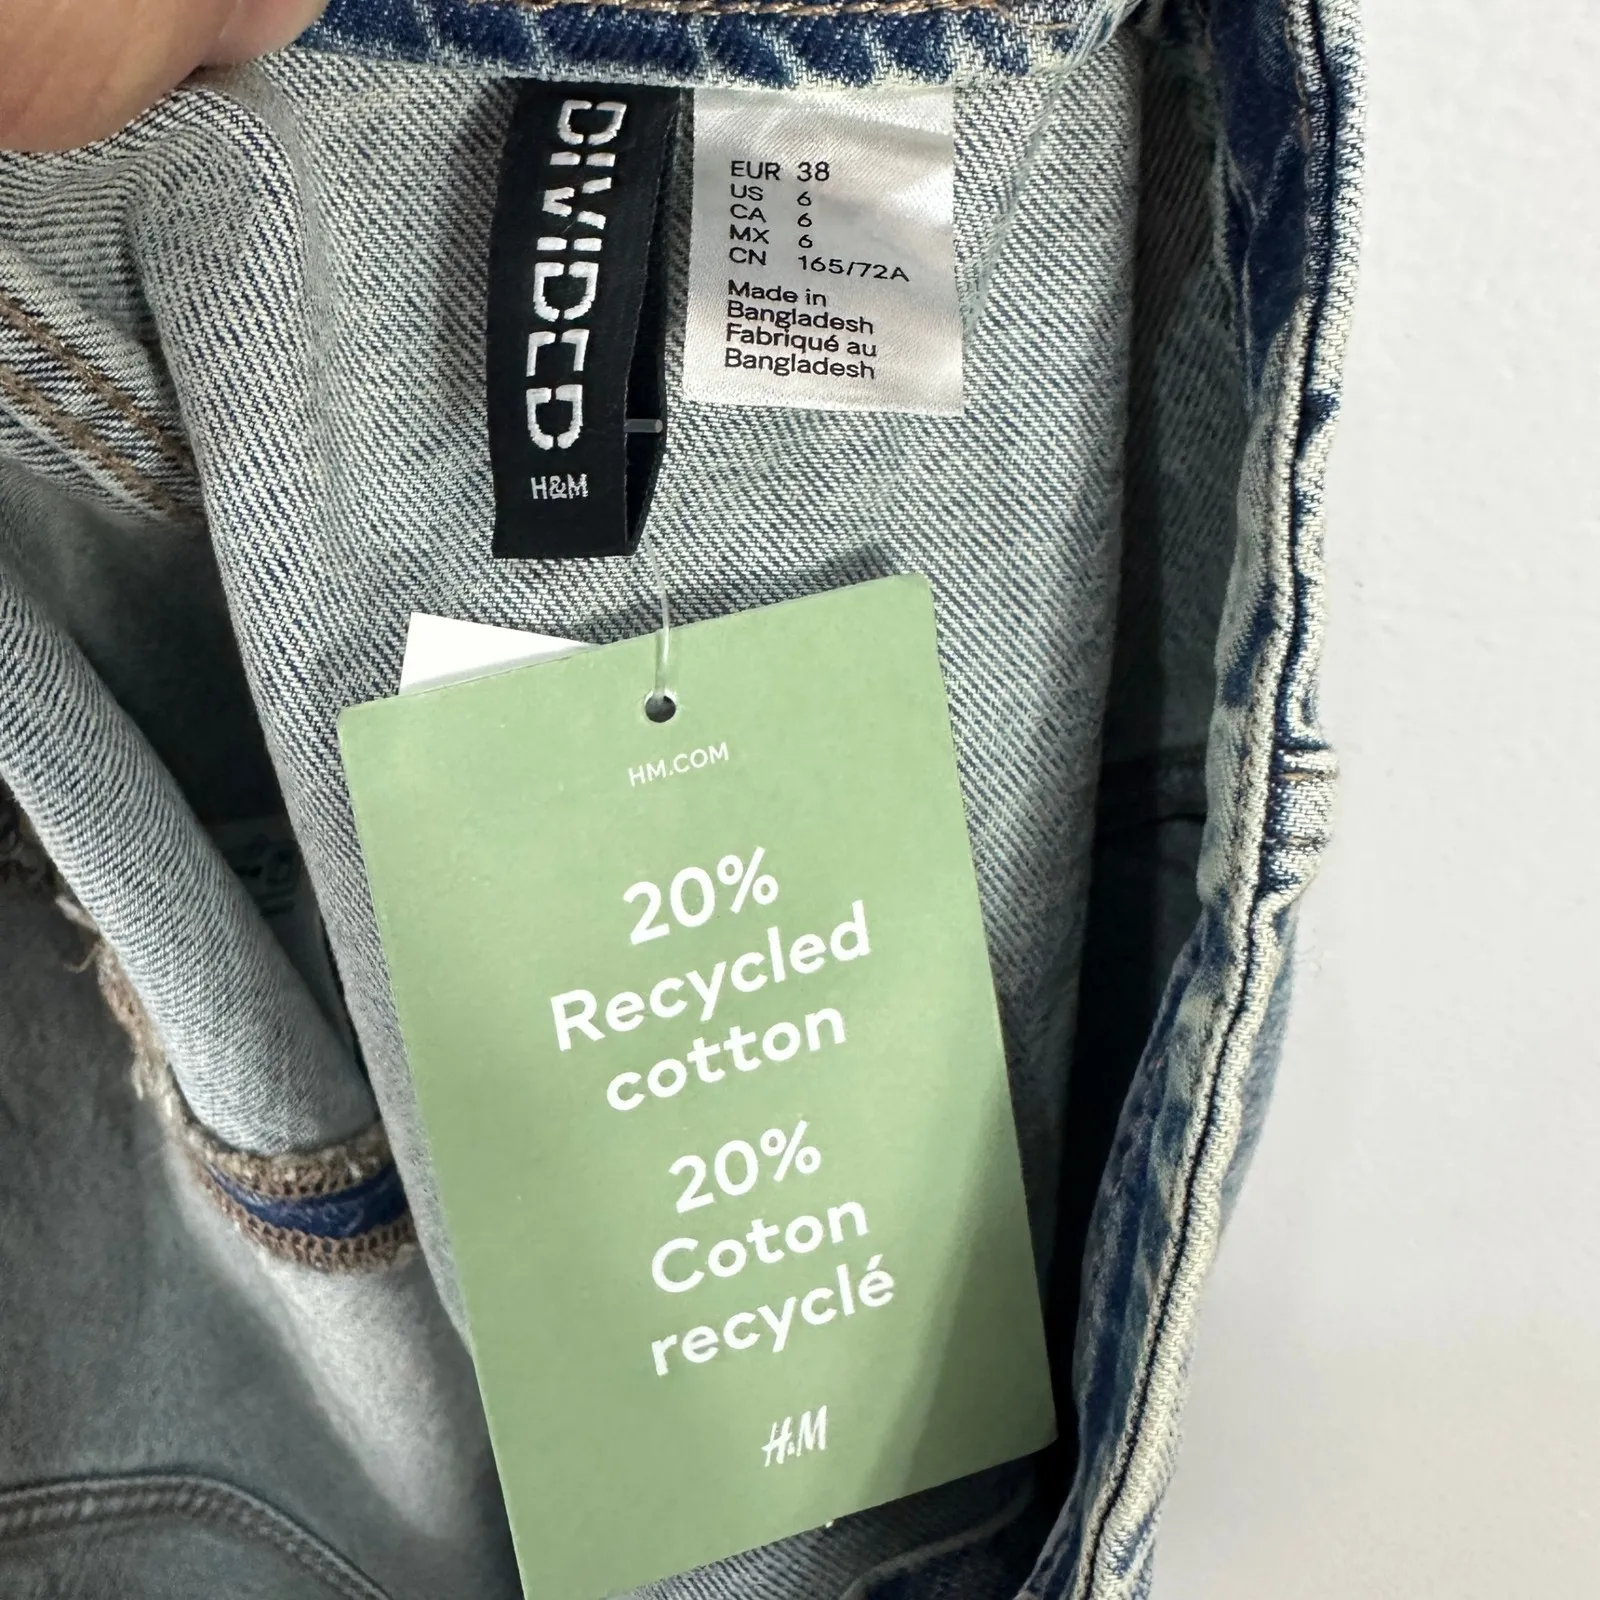 DIVIDED
H&M
EUR 38
US 6
CA 6
MX 6
CN 165/72A
Made in
Bangladesh
Fabriqué au
Bangladesh
HM.COM
20%
Recycled
cotton
20%
Coton
recyclé
H&M